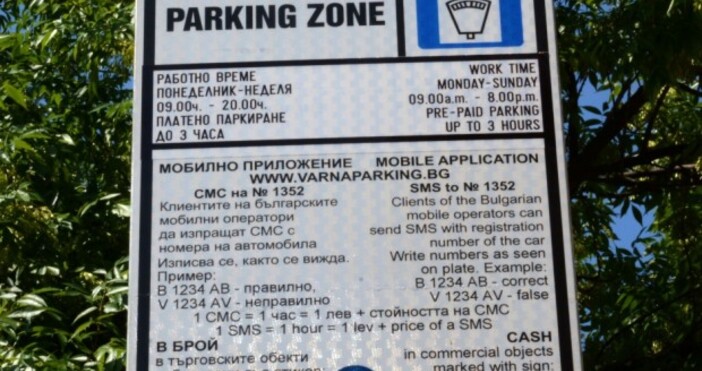 PARKING ZONE
РАБОТНО ВРЕМЕ
ПОНЕДЕЛНИК-НЕДЕЛЯ
09.00ч. - 20.00ч.
ПЛАТЕНО ПАРКИРАНЕ
ДО 3 ЧАСА
WORK TIME
MONDAY-SUNDAY
09.00a.m. - 8.00p.m.
PRE-PAID PARKING
UP TO 3 HOURS
МОБИЛНО ПРИЛОЖЕНИЕ MOBILE APPLICATION
WWW.VARNAPARKING.BG
СМС на № 1352
Клиентите на българските
мобилни оператори
да изпращат СМС с
номера на автомобила
Изписва се, както се вижда.
Пример:
B 1234 AB - правилно,
V 1234 AV - неправилно
SMS to № 1352
Clients of the Bulgarian
mobile operators can
send SMS with registration
number of the car
Write numbers as seen
on plate. Example:
B 1234 AB - correct
V 1234 AV - false
1 СМС = 1 час = 1 лев + стойността на СМС
1 SMS = 1 hour = 1 lev + price of a SMS
В БРОЙ
в търговските обекти
CASH
in commercial objects
marked with sign: